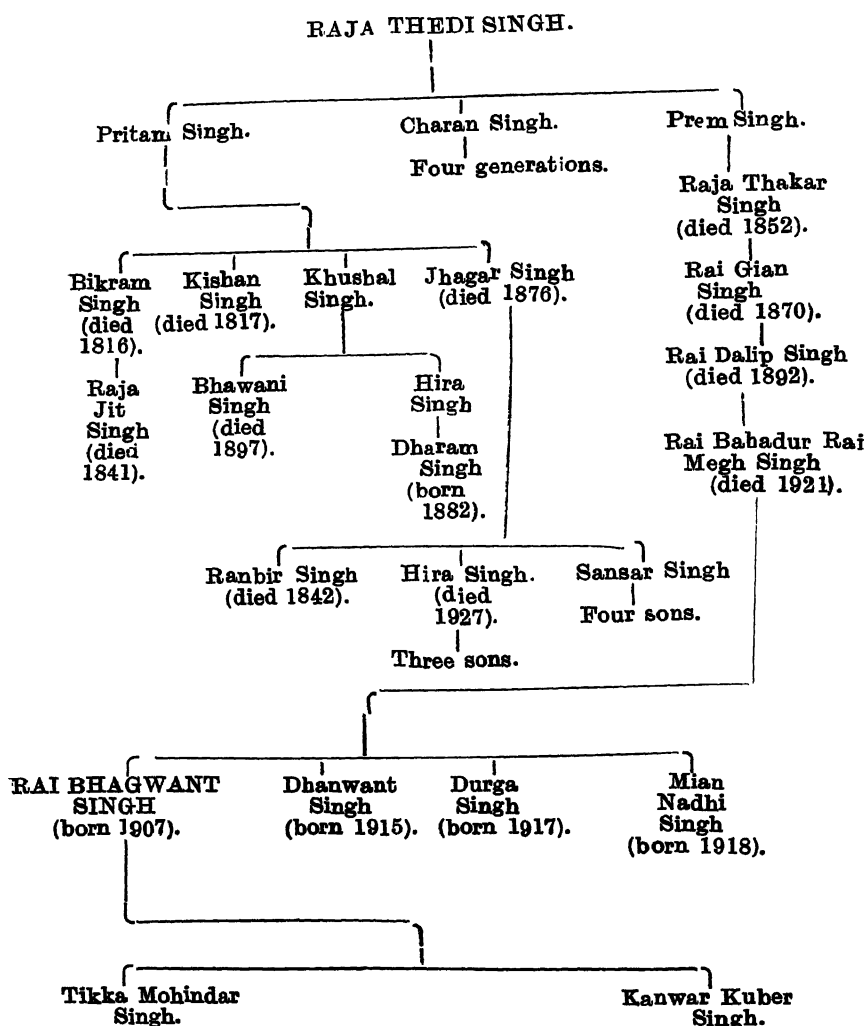 RAJA THEDI SINGH.
Pritam Singh.
Charan Singh.
Prem Singh.
Four generations.
Raja Thakar
Singh
(died 1852).
Bikram
Singh
(died
1816).
Kishan
Singh
(died 1817).
Khushal
Singh.
Jhagar Singh
(died 1876).
Rai Gian
Singh
(died 1870).
Rai Dalip Singh
(died 1892).
Raja
Jit
Singh
(died
1841).
Bhawani
Singh
(died
1897).
Hira
Singh
Dharam
Singh
(born
1882).
Rai Bahadur Rai
Megh Singh
(died 1921).
Ranbir Singh
(died 1842).
Hira Singh.
(died
1927).
Sansar Singh
Four sons.
Three sons.
RAI BHAGWANT
SINGH
(born 1907).
Dhanwant
Singh
(born 1915).
Durga
Singh
(born 1917).
Mian
Nadhi
Singh
(born 1918).
Tikka Mohindar
Singh.
Kanwar Kuber
Singh.